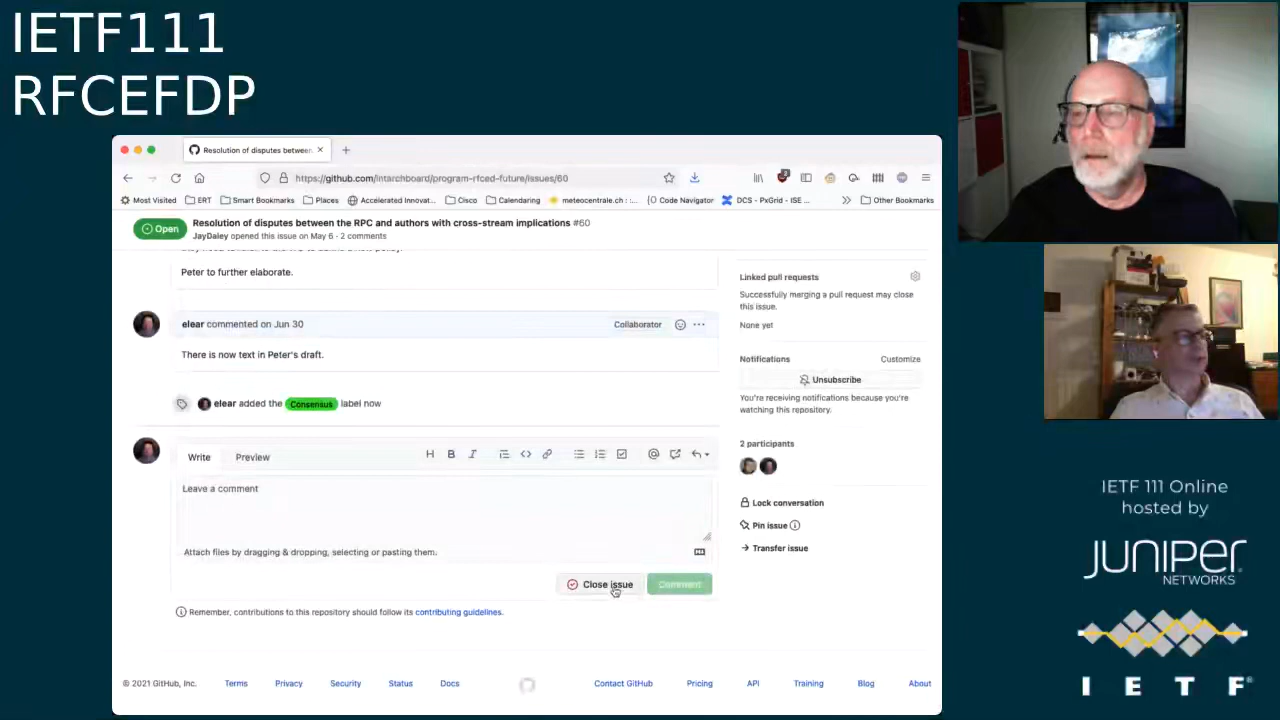 IETF111
RFCEFDP
Resolution of disputes between
https://github.com/intarchboard/program-rfced-future/issues/60
Most Visited ERT Smart Bookmarks Places Accelerated Innovat... Cisco Calendaring meteocentrale.ch : ... Code Navigator DCS - PxGrid - ISE ... Other Bookmarks
Open
Resolution of disputes between the RPC and authors with cross-stream implications #60
JayDaley opened this issue on May 6 · 2 comments
Peter to further elaborate.
elear commented on Jun 30 Collaborator
There is now text in Peter's draft.
elear added the Consensus label now
Write Preview
Leave a comment
Attach files by dragging & dropping, selecting or pasting them.
Close issue Comment
Remember, contributions to this repository should follow its contributing guidelines.
Linked pull requests
Successfully merging a pull request may close
this issue.
None yet
Notifications Customize
Unsubscribe
You're receiving notifications because you're
watching this repository.
2 participants
Lock conversation
Pin issue
Transfer issue
© 2021 GitHub, Inc. Terms Privacy Security Status Docs Contact GitHub Pricing API Training Blog About
IETF 111 Online
hosted by
JUNIPER
NETWORKS
I E T F®